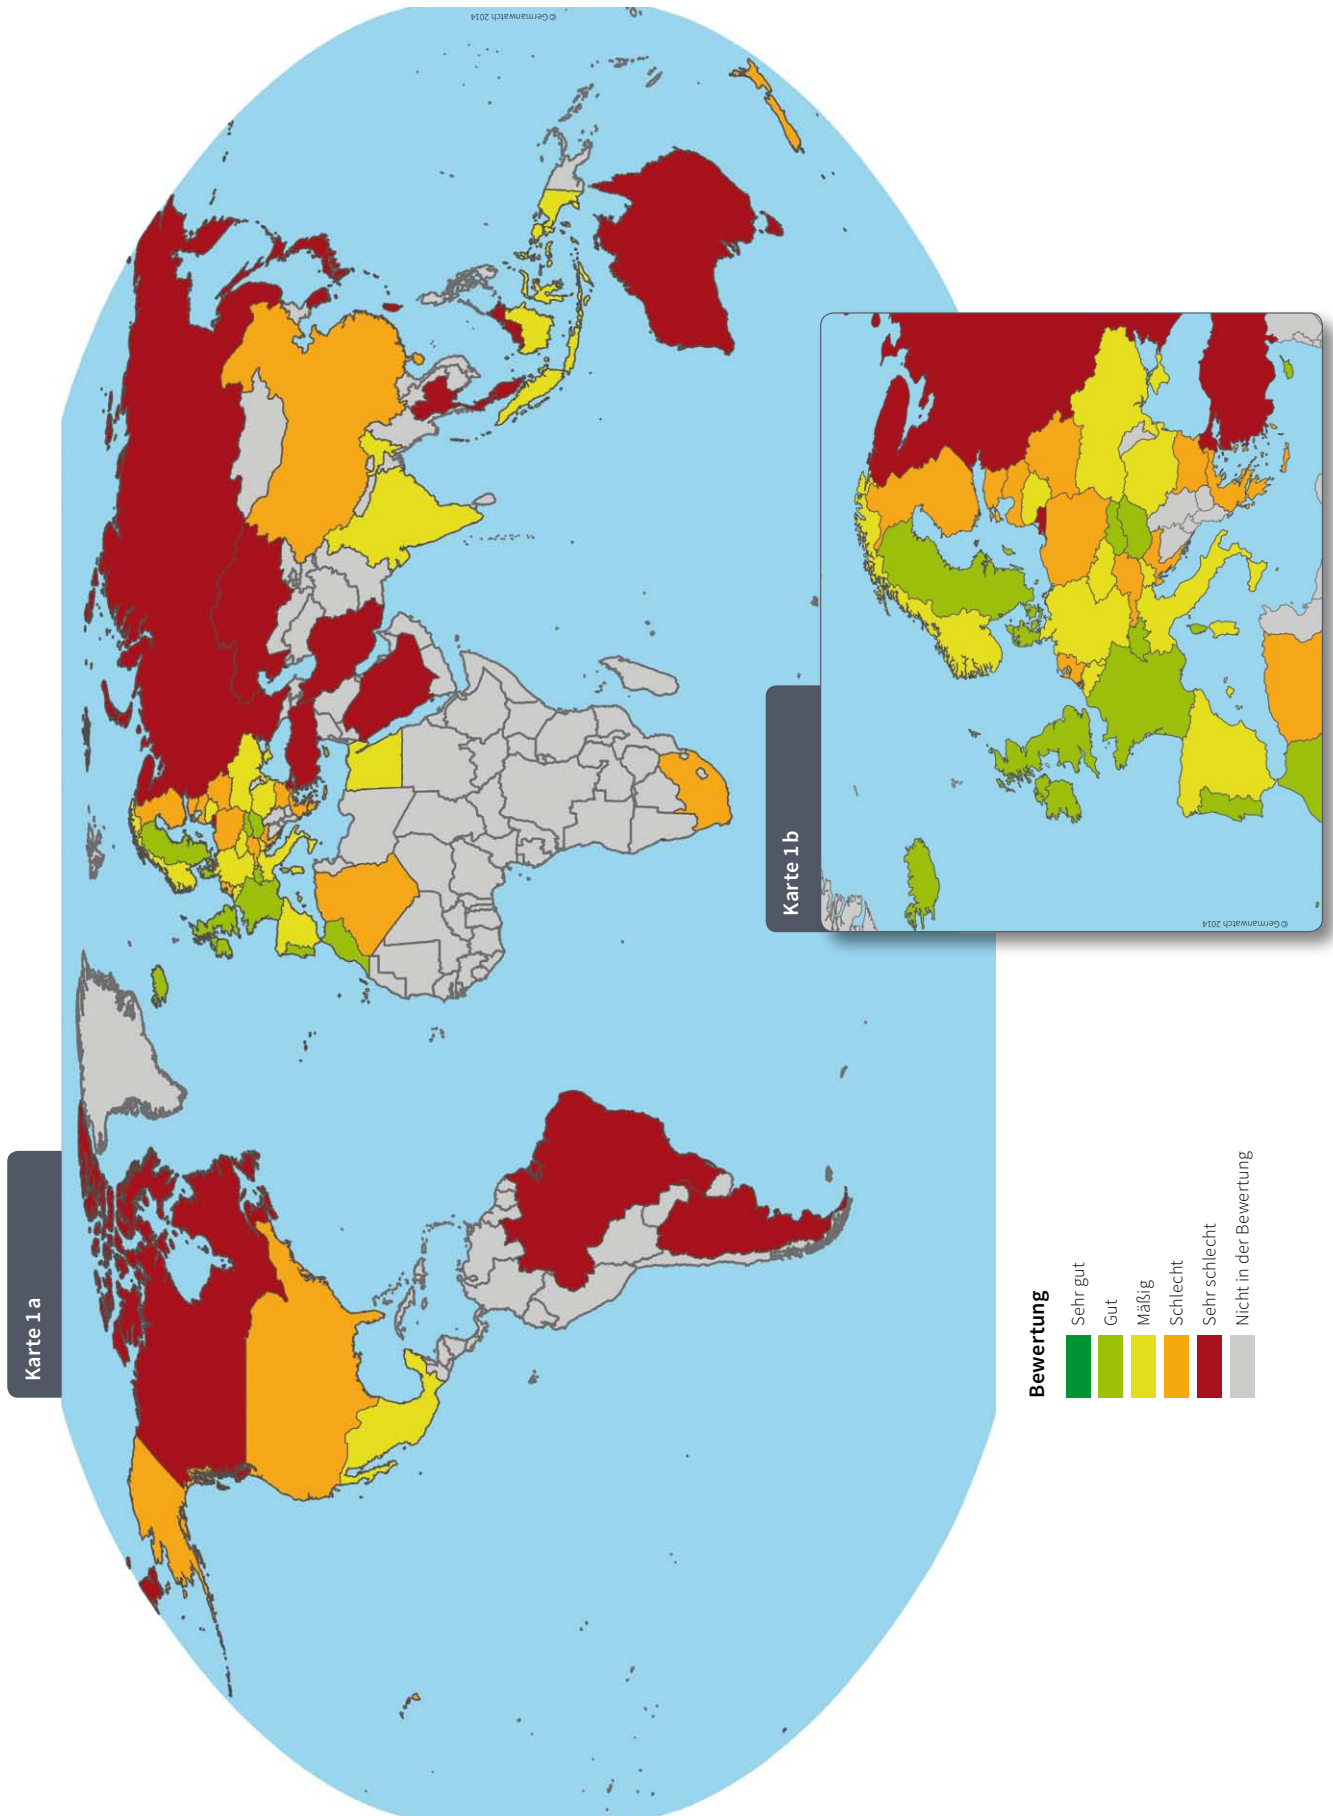 Karte 1 a
© Germanwatch 2014
Karte 1 b
© Germanwatch 2014
Bewertung
Sehr gut
Gut
Mäßig
Schlecht
Sehr schlecht
Nicht in der Bewertung